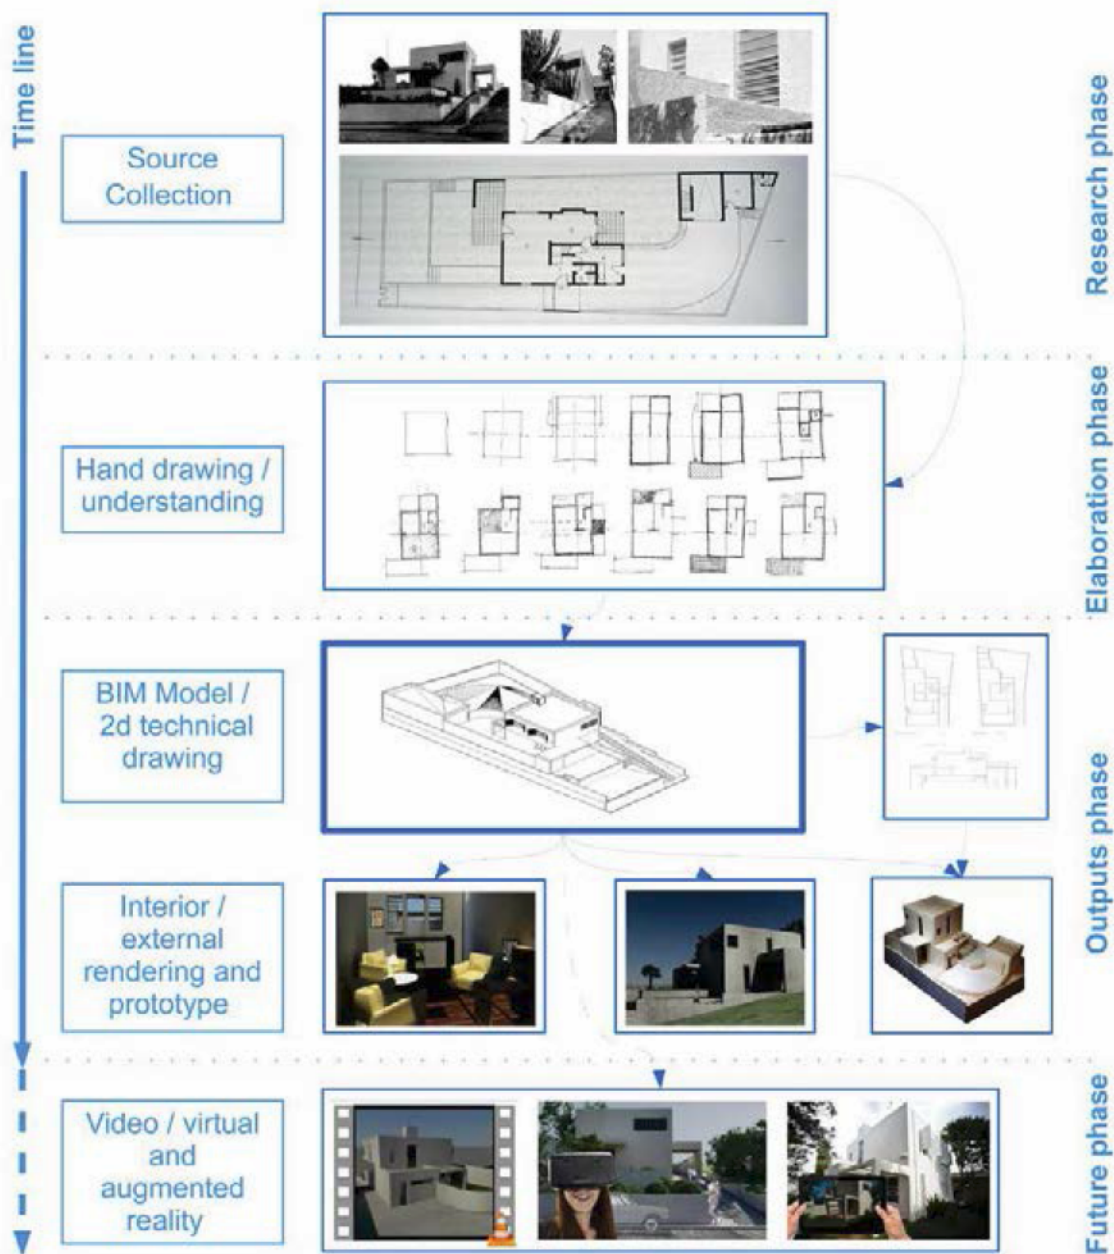 Time line
Source
Collection
Research phase
Hand drawing /
understanding
Elaboration phase
BIM Model /
2d technical
drawing
Outputs phase
Interior /
external
rendering and
prototype
Video / virtual
and
augmented
reality
Future phase